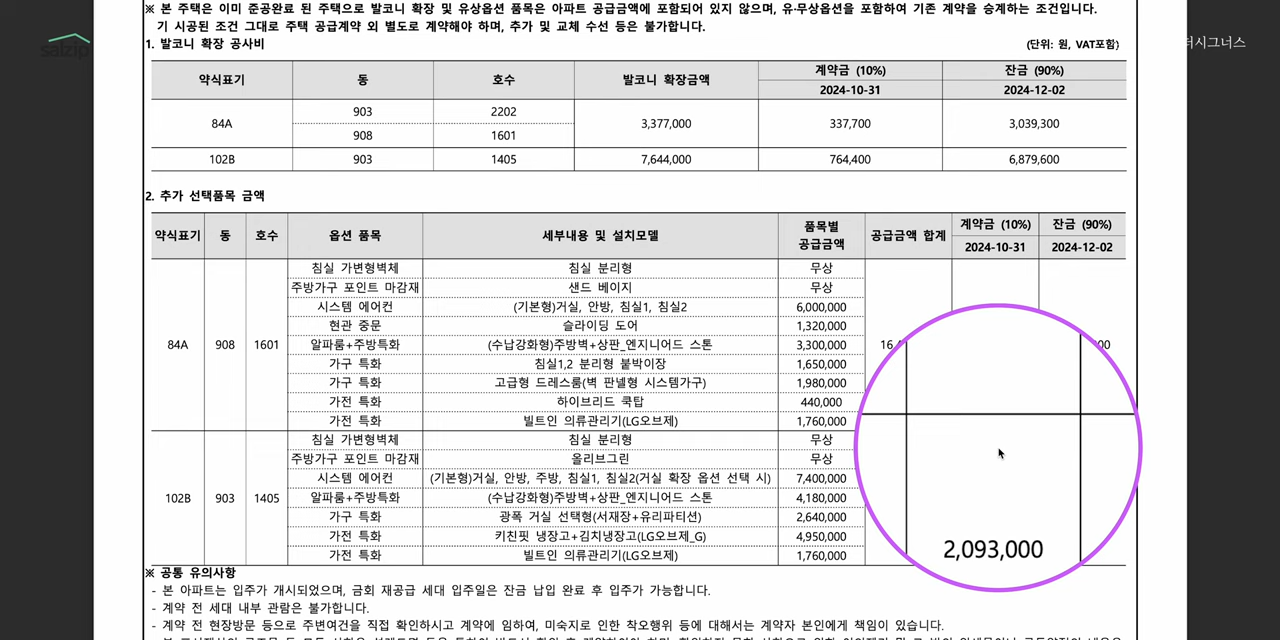 ※ 본 주택은 이미 준공완료 된 주택으로 발코니 확장 및 유상옵션 품목은 아파트 공급금액에 포함되어 있지 않으며, 유·무상옵션을 포함하여 기존 계약을 승계하는 조건입니다.
기 시공된 조건 그대로 주택 공급계약 외 별도로 계약해야 하며, 추가 및 교체 수선 등은 불가합니다.
salzip
더시그너스
1. 발코니 확장 공사비 (단위: 원, VAT포함)
약식표기 동 호수 발코니 확장금액 계약금 (10%) 잔금 (90%)
2024-10-31 2024-12-02
84A 903 2202 3,377,000 337,700 3,039,300
908 1601
102B 903 1405 7,644,000 764,400 6,879,600
2. 추가 선택품목 금액
약식표기 동 호수 옵션 품목 세부내용 및 설치모델 품목별 공급금액 공급금액 합계 계약금 (10%) 잔금 (90%)
2024-10-31 2024-12-02
침실 가변형벽체 침실 분리형 무상
주방가구 포인트 마감재 샌드 베이지 무상
시스템 에어컨 (기본형)거실, 안방, 침실1, 침실2 6,000,000
현관 중문 슬라이딩 도어 1,320,000
84A 908 1601 알파룸+주방특화 (수납강화형)주방벽+상판_엔지니어드 스톤 3,300,000
가구 특화 침실1,2 분리형 붙박이장 1,650,000
가구 특화 고급형 드레스룸(벽 판넬형 시스템가구) 1,980,000
가전 특화 하이브리드 쿡탑 440,000
가전 특화 빌트인 의류관리기(LG오브제) 1,760,000
침실 가변형벽체 침실 분리형 무상
주방가구 포인트 마감재 올리브그린 무상
시스템 에어컨 (기본형)거실, 안방, 주방, 침실1, 침실2(거실 확장 옵션 선택 시) 7,400,000
102B 903 1405 알파룸+주방특화 (수납강화형)주방벽+상판_엔지니어드 스톤 4,180,000
가구 특화 광폭 거실 선택형(서재장+유리파티션) 2,640,000
가전 특화 키친핏 냉장고+김치냉장고(LG오브제_G) 4,950,000
가전 특화 빌트인 의류관리기(LG오브제) 1,760,000
2,093,000
※ 공통 유의사항
- 본 아파트는 입주가 개시되었으며, 금회 재공급 세대 입주일은 잔금 납입 완료 후 입주가 가능합니다.
- 계약 전 세대 내부 관람은 불가합니다.
- 계약 전 현장방문 등으로 주변여건을 직접 확인하시고 계약에 임하여, 미숙지로 인한 착오행위 등에 대해서는 계약자 본인에게 책임이 있습니다.